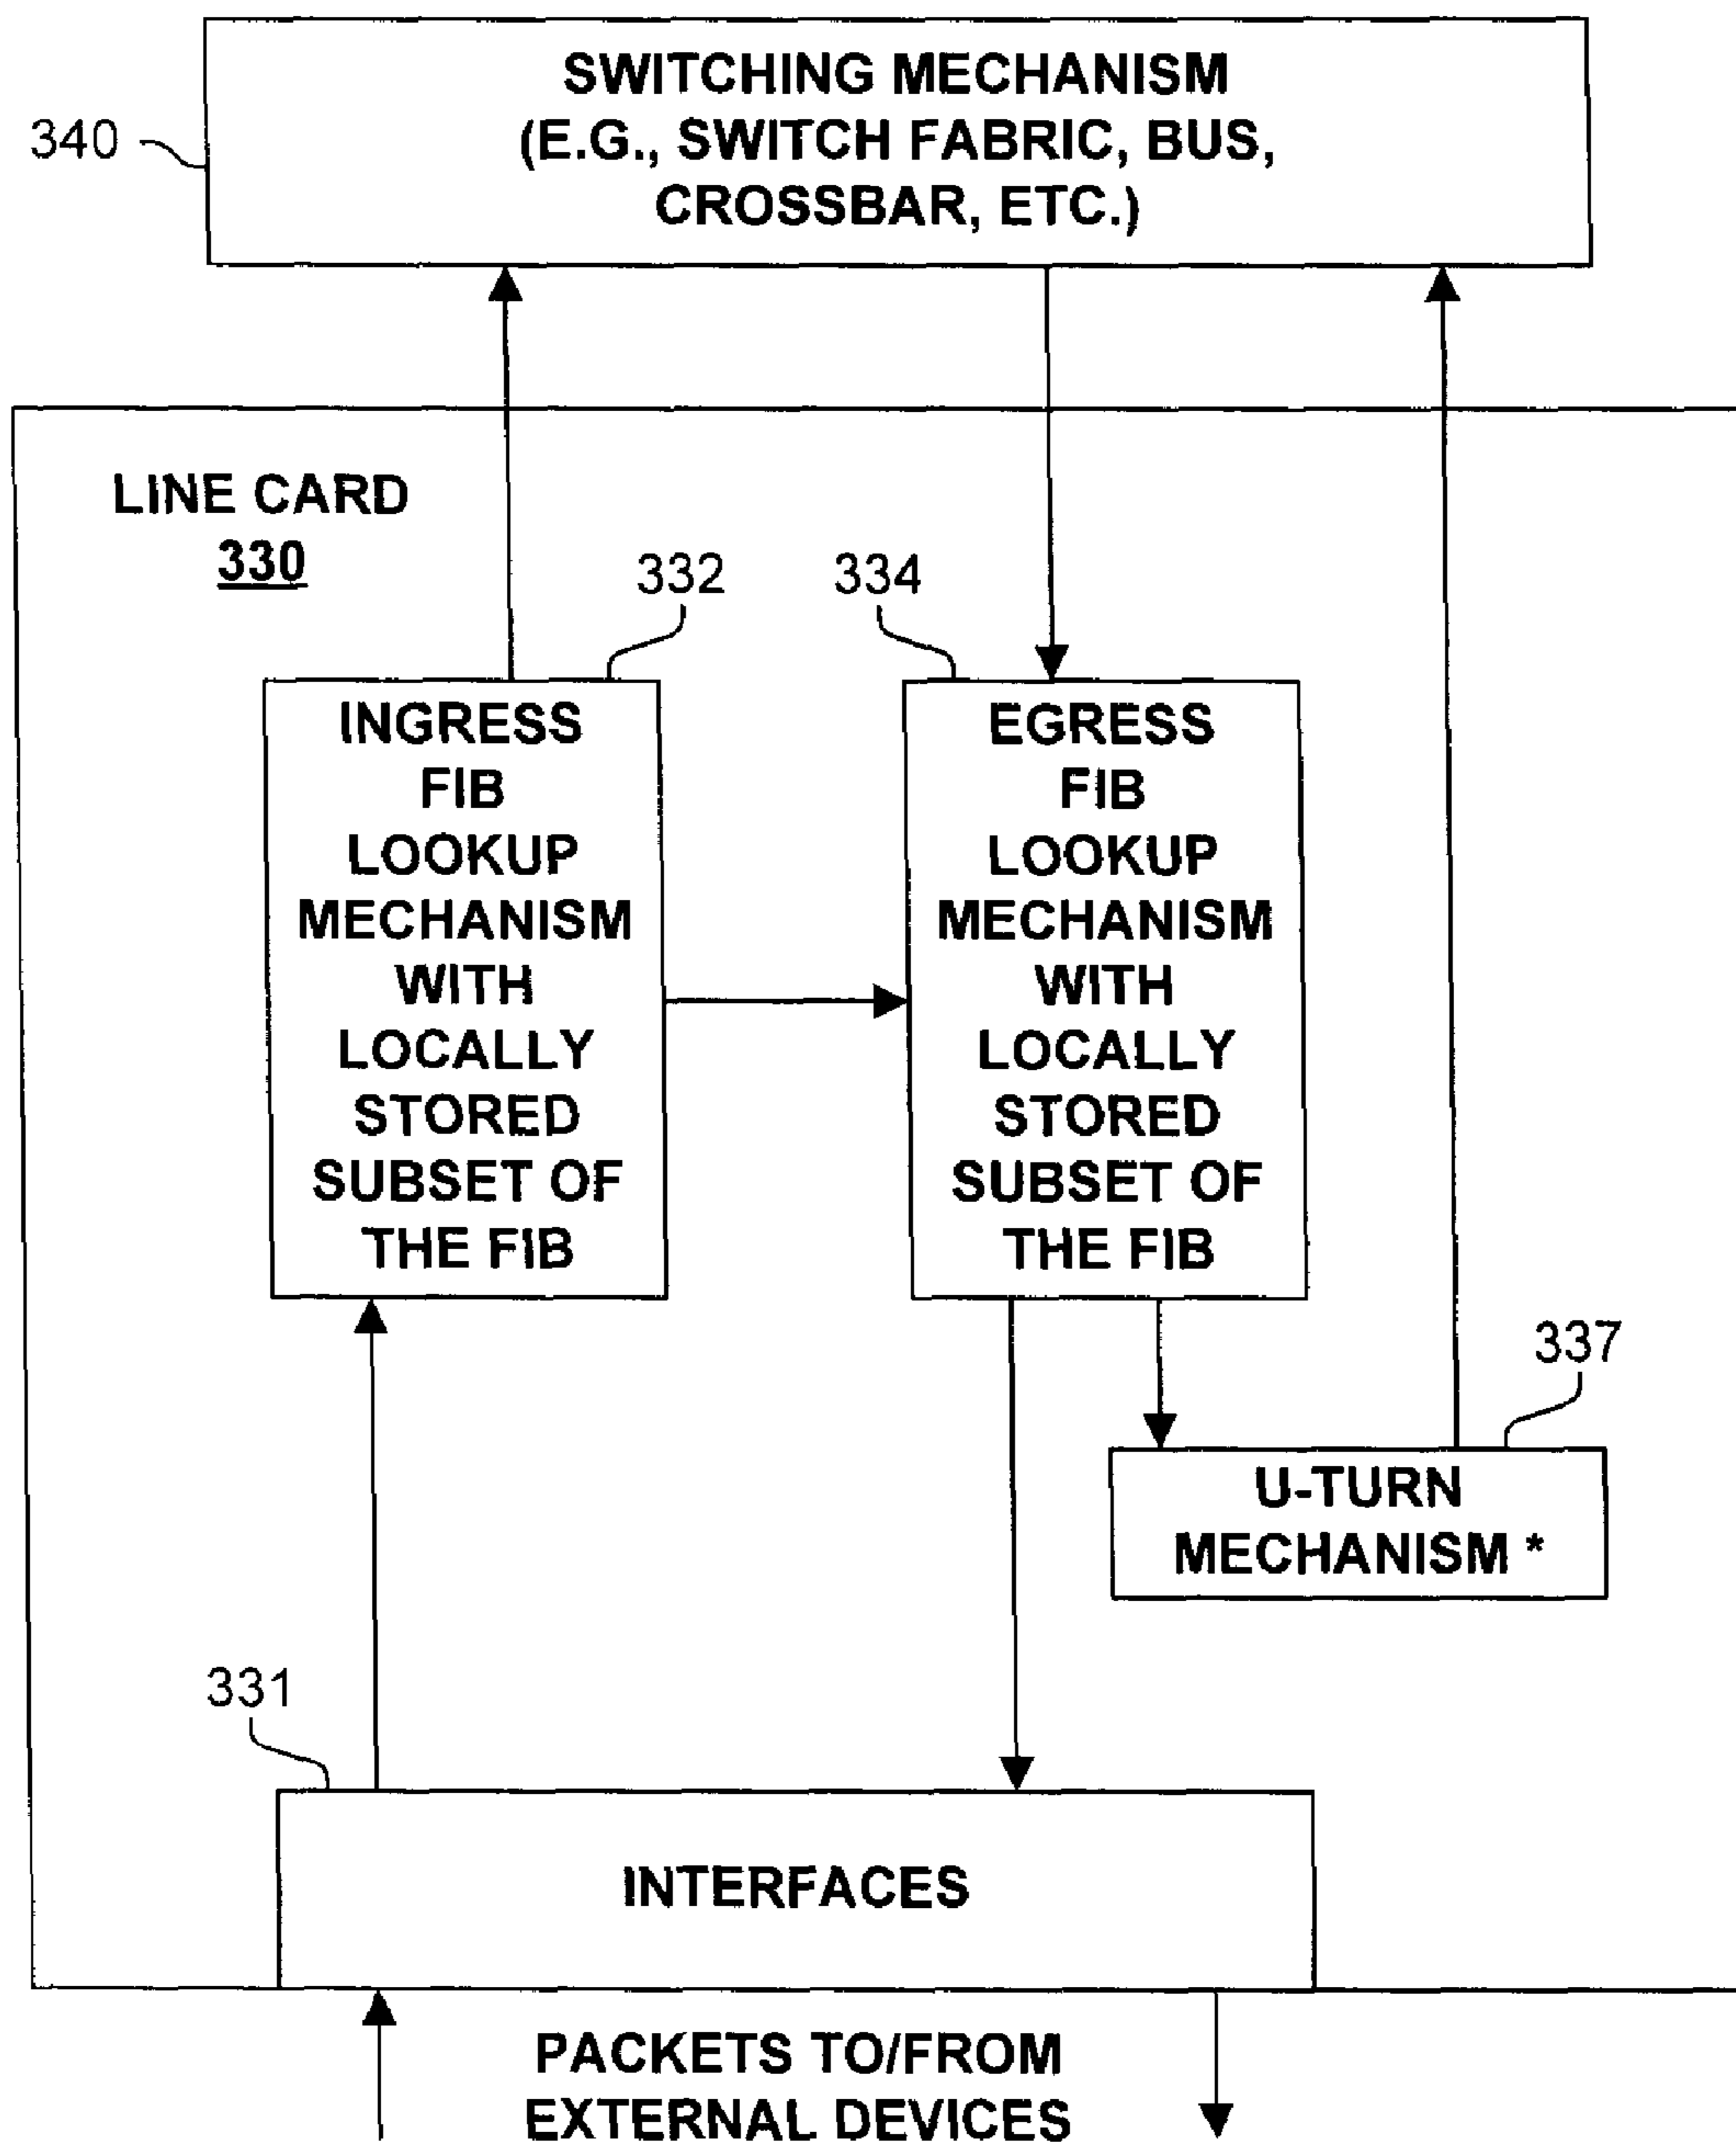 SWITCHING MECHANISM
(E.G., SWITCH FABRIC, BUS,
CROSSBAR, ETC.)
340
LINE CARD
330
332
334
INGRESS
FIB
LOOKUP
MECHANISM
WITH
LOCALLY
STORED
SUBSET OF
THE FIB
EGRESS
FIB
LOOKUP
MECHANISM
WITH
LOCALLY
STORED
SUBSET OF
THE FIB
337
U-TURN
MECHANISM *
331
INTERFACES
PACKETS TO/FROM
EXTERNAL DEVICES